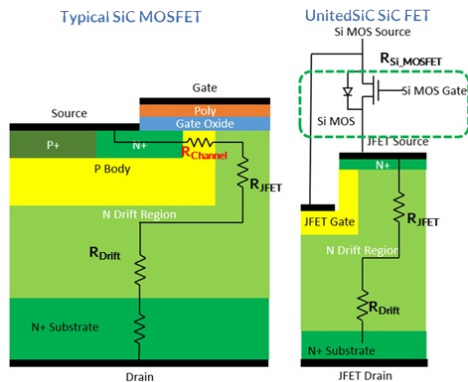 Typical SiC MOSFET
Gate
Source
Poly
Gate Oxide
P+
N+
RChannel
P Body
RJFET
N Drift Region
RDrift
N+ Substrate
Drain
UnitedSiC SiC FET
Si MOS Source
RSi_MOSFET
Si MOS Gate
Si MOS
JFET Source
N+
JFET Gate
RJFET
N Drift Region
RDrift
N+ Substrate
JFET Drain